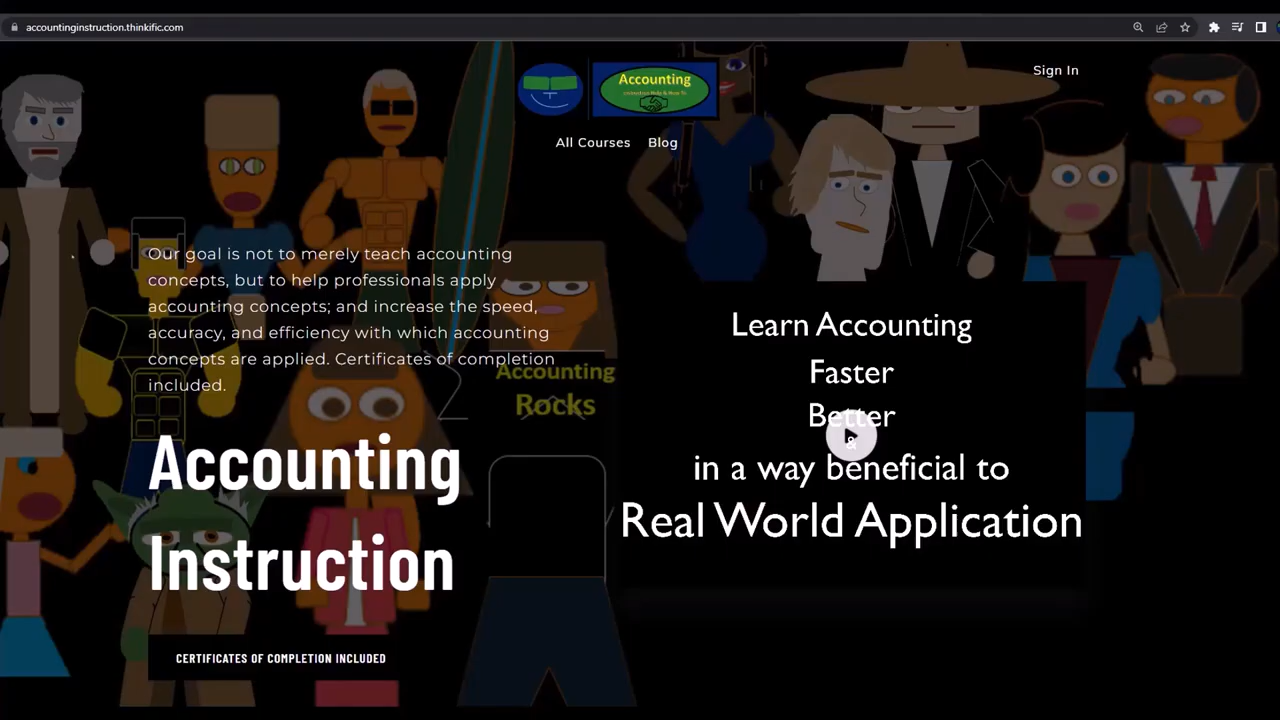 accountinginstruction.thinkific.com
Sign In
Accounting
All Courses Blog
Our goal is not to merely teach accounting
concepts, but to help professionals apply
accounting concepts; and increase the speed,
accuracy, and efficiency with which accounting
concepts are applied. Certificates of completion
included.
Accounting
Rocks
Accounting
Instruction
CERTIFICATES OF COMPLETION INCLUDED
Learn Accounting
Faster
Better
&
in a way beneficial to
Real World Application